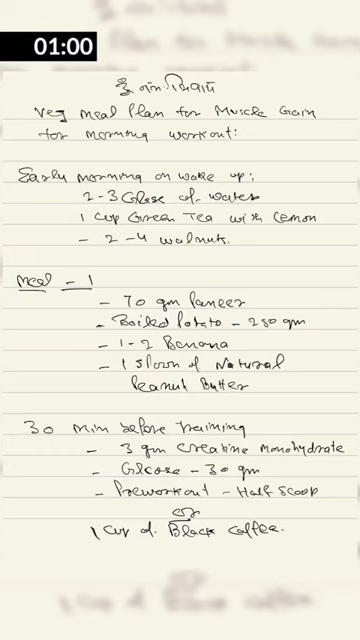 01:00
ॐ नमः शिवाय
Veg meal Plan for Muscle Gain
for morning workout:
Early morning on wake up:
2-3 Glass of water
1 cup Green Tea with Lemon
- 2-4 walnuts.
meal - 1
- 70 gm Paneer
- Boiled Potato - 250 gm
- 1-2 Banana
- 1 Spoon of Natural
Peanut Butter
30 min before Training
- 3 gm Creatine monohydrate
- Glucose - 30 gm
- Preworkout - Half Scoop
or
1 Cup of Black Coffee.